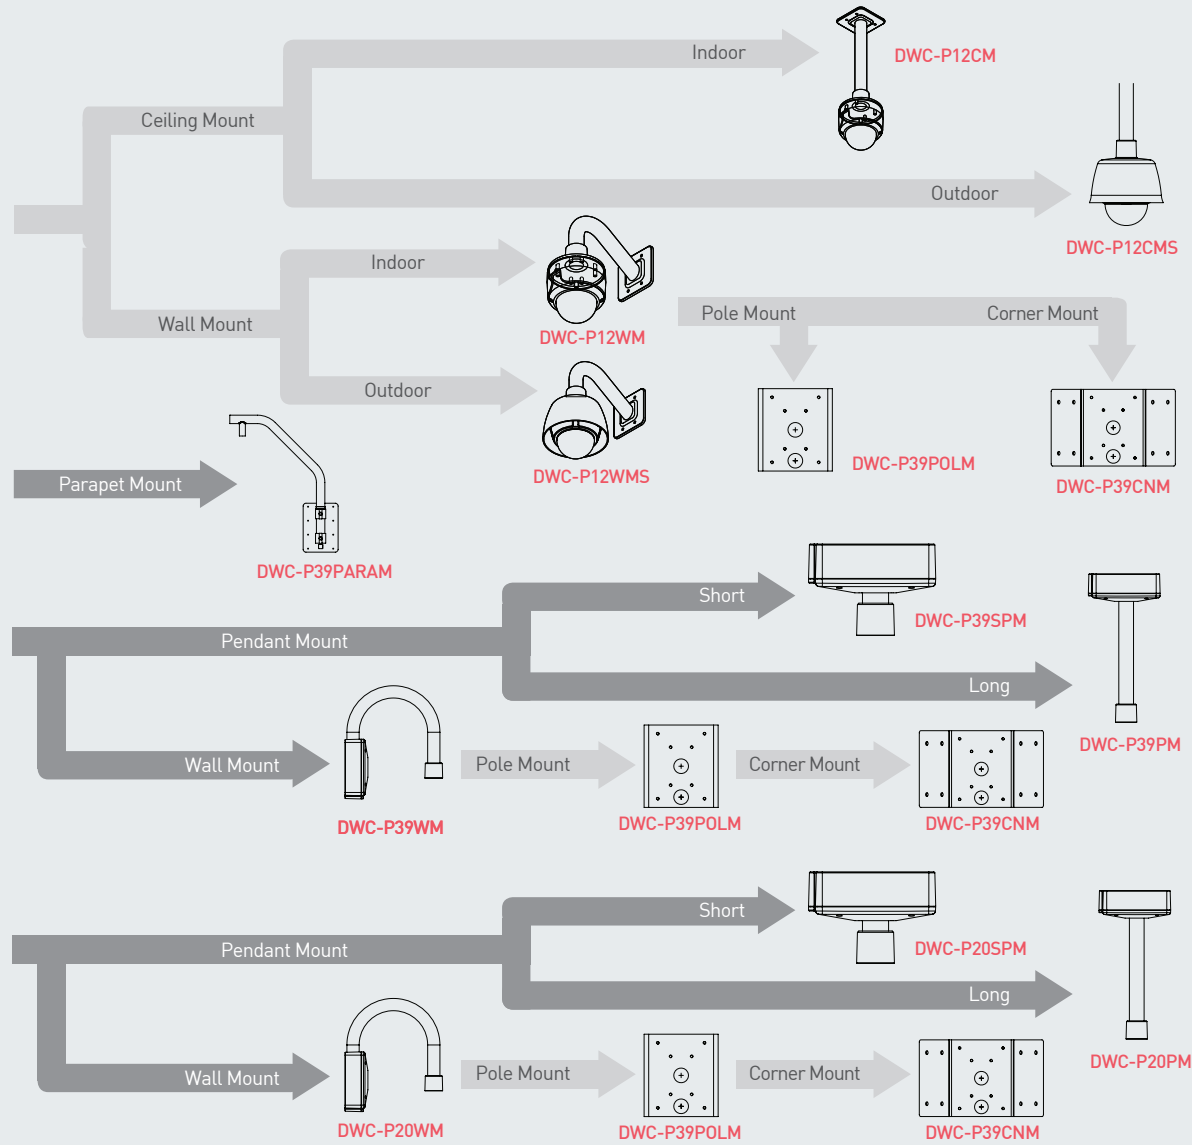 Indoor
DWC-P12CM
Ceiling Mount
Outdoor
DWC-P12CMS
Indoor
DWC-P12WM
Wall Mount
Outdoor
DWC-P12WMS
Pole Mount
Corner Mount
DWC-P39POLM
DWC-P39CNM
Parapet Mount
DWC-P39PARAM
Short
DWC-P39SPM
Pendant Mount
Long
DWC-P39PM
Wall Mount
DWC-P39WM
Pole Mount
DWC-P39POLM
Corner Mount
DWC-P39CNM
Short
DWC-P20SPM
Pendant Mount
Long
DWC-P20PM
Wall Mount
DWC-P20WM
Pole Mount
DWC-P39POLM
Corner Mount
DWC-P39CNM